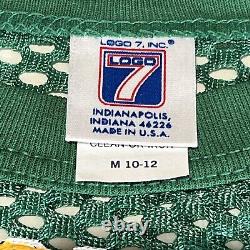 LOGO 7, INC.®
LOGO
7
INDIANAPOLIS,
INDIANA 46226
MADE IN U.S.A.
M 10-12